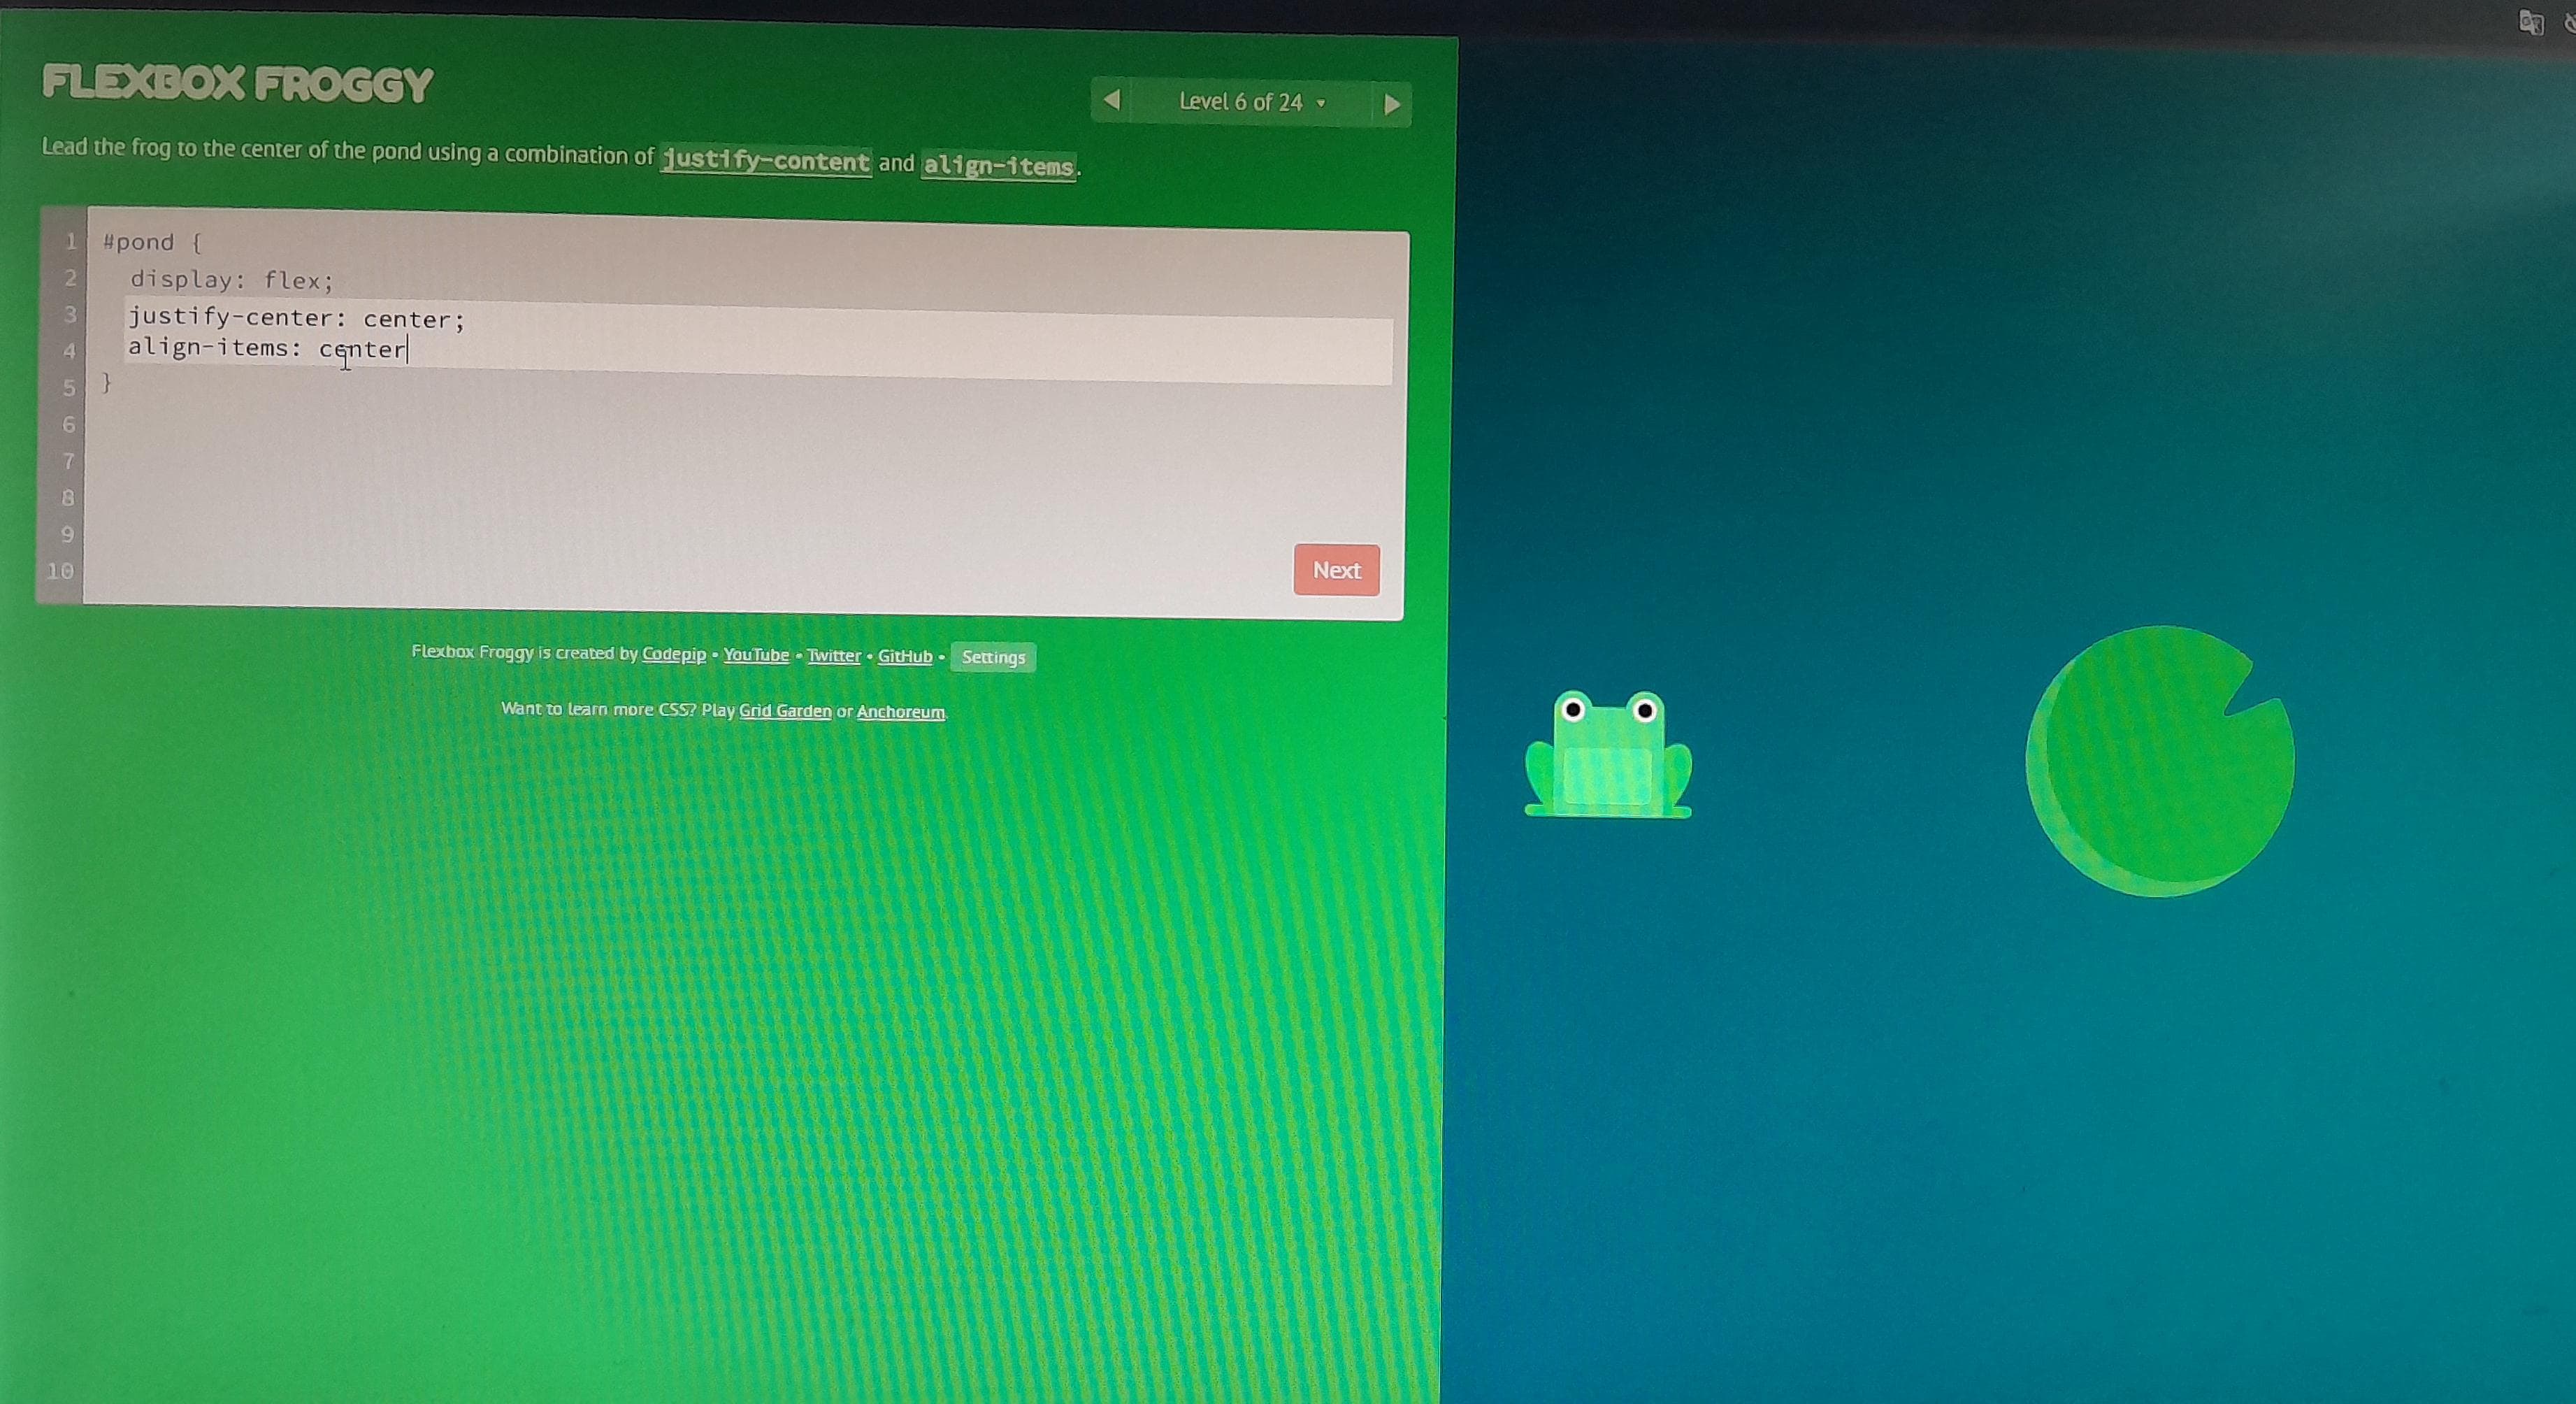 FLEXBOX FROGGY
◀ Level 6 of 24 ▾ ▶
Lead the frog to the center of the pond using a combination of justify-content and align-items.
1 #pond {
2 display: flex;
3 justify-center: center;
4 align-items: center
5 }
6
7
8
9
10
Next
Flexbox Froggy is created by Codepip • YouTube • Twitter • GitHub • Settings
Want to learn more CSS? Play Grid Garden or Anchoreum.